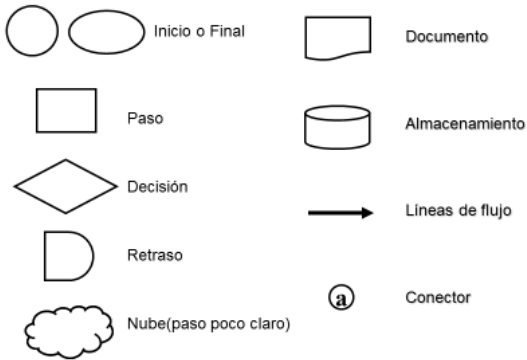 Inicio o Final
Paso
Decisión
Retraso
Nube(paso poco claro)
Documento
Almacenamiento
Líneas de flujo
a
Conector